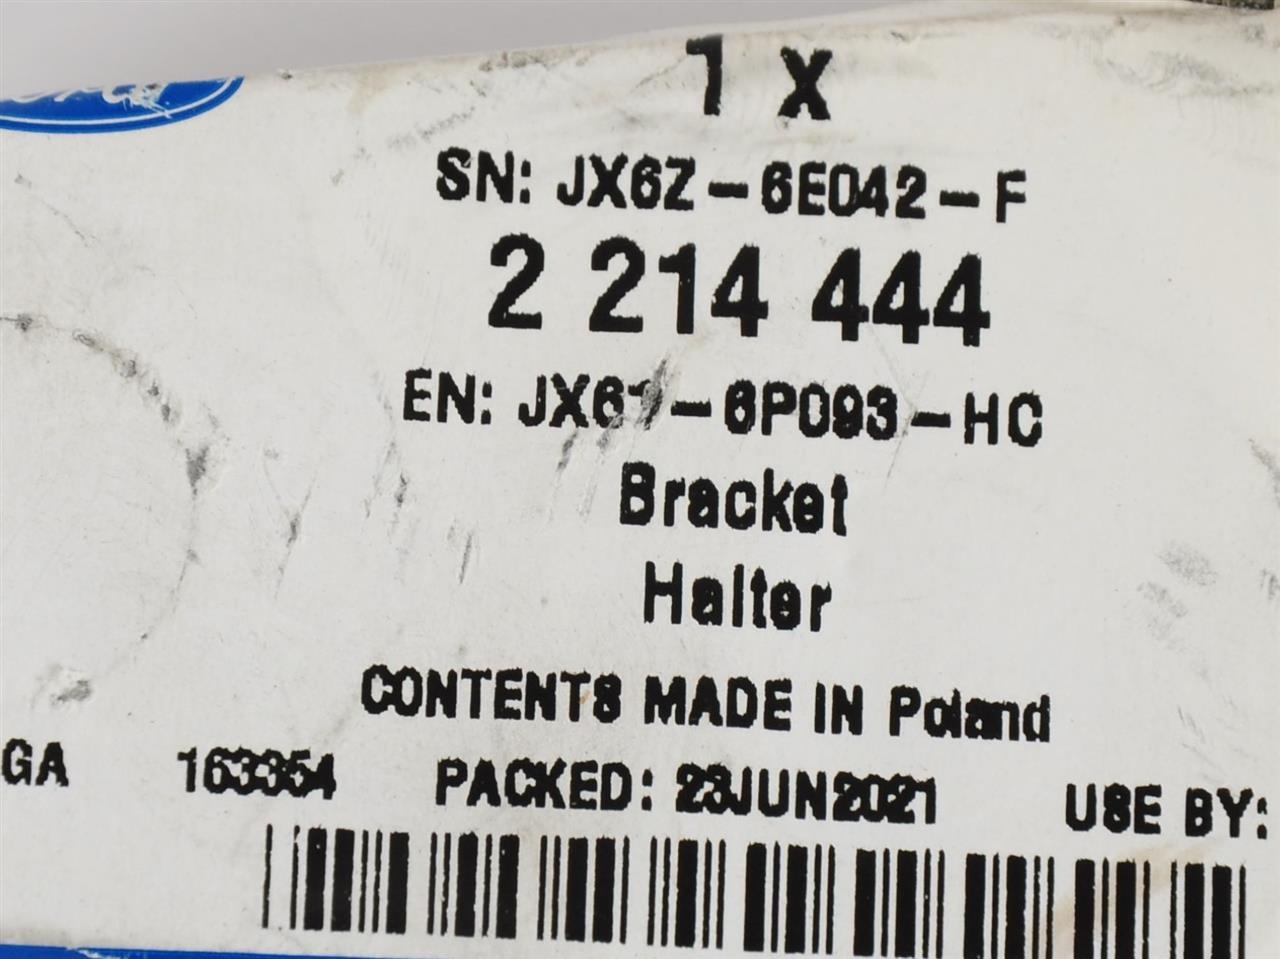 1 X
SN: JX6Z-6E042-F
2 214 444
EN: JX61-6P093-HC
Bracket
Halter
CONTENTS MADE IN Poland
GA 163354 PACKED: 23JUN2021 USE BY: